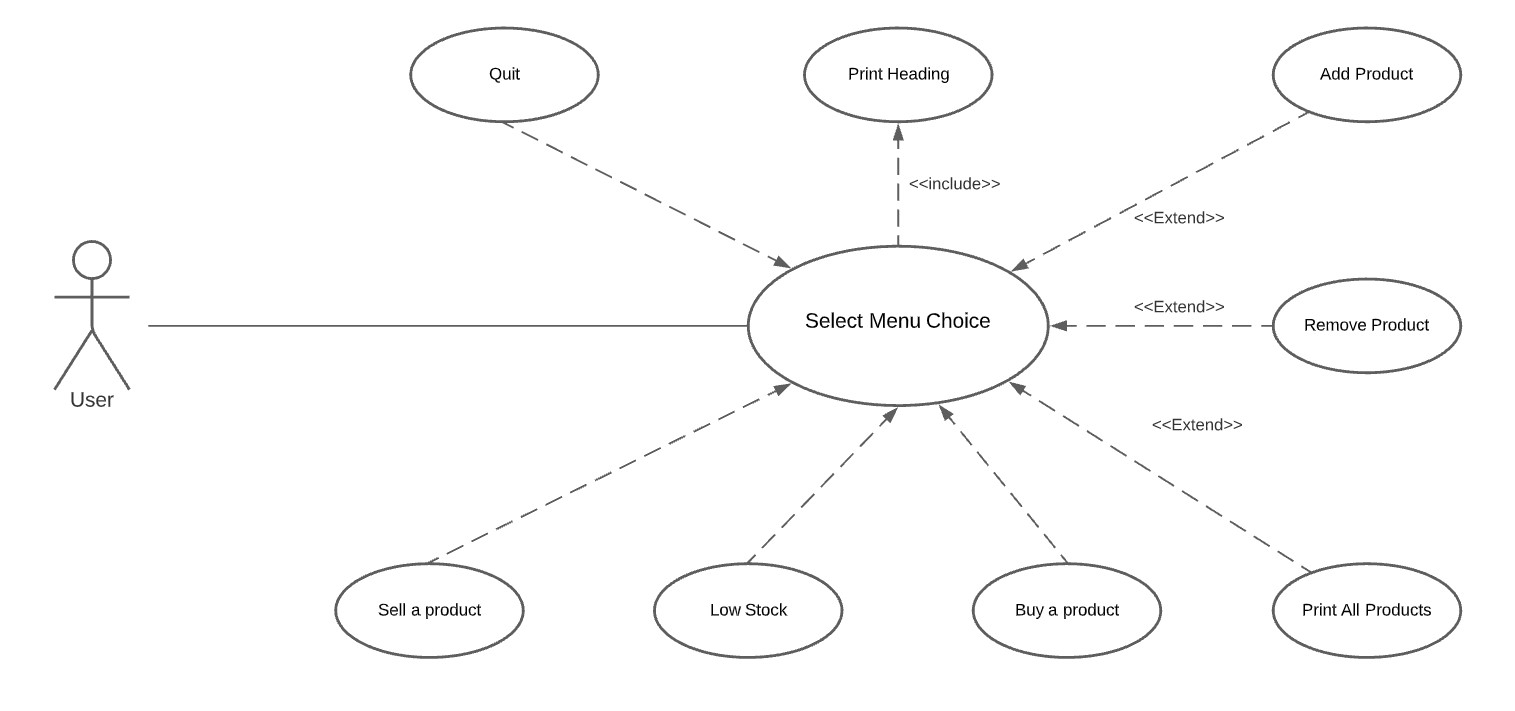 Quit
Print Heading
Add Product
<<include>>
<<Extend>>
<<Extend>>
Select Menu Choice
Remove Product
User
<<Extend>>
Sell a product
Low Stock
Buy a product
Print All Products